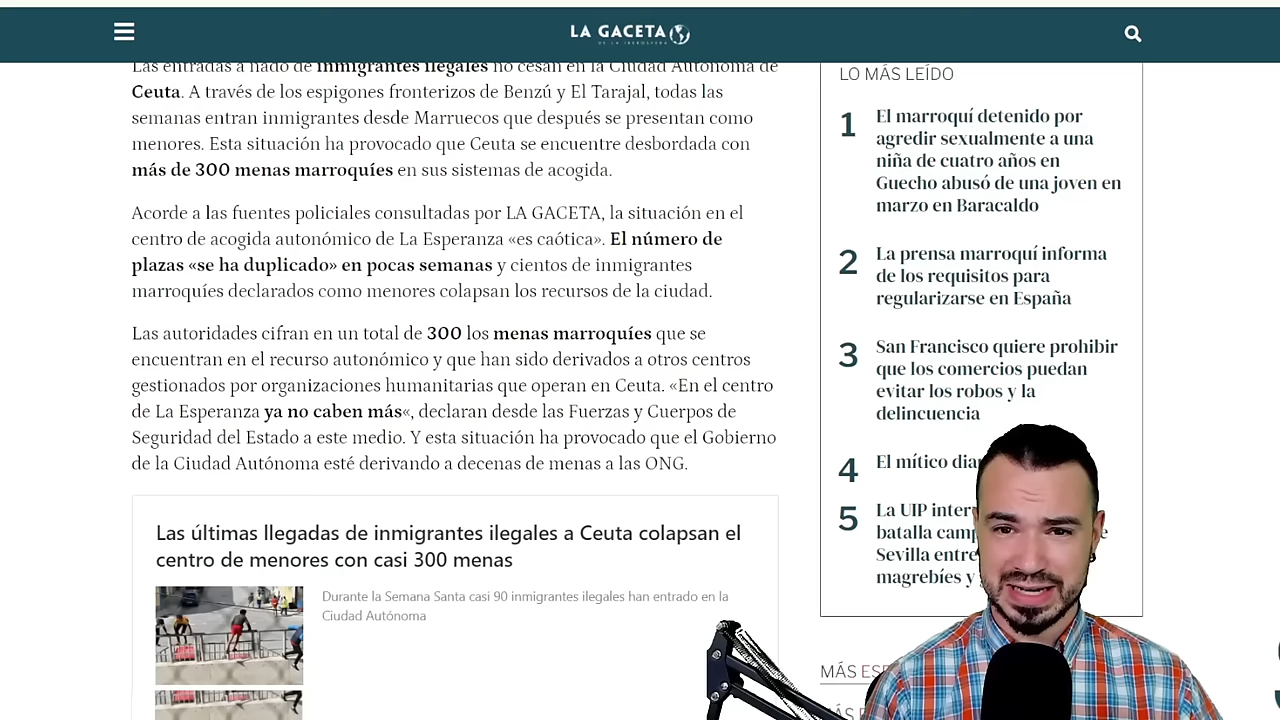 LA GACETA
DE LA IBEROSFERA
Las entradas a nado de inmigrantes ilegales no cesan en la Ciudad Autónoma de
Ceuta. A través de los espigones fronterizos de Benzú y El Tarajal, todas las
semanas entran inmigrantes desde Marruecos que después se presentan como
menores. Esta situación ha provocado que Ceuta se encuentre desbordada con
más de 300 menas marroquíes en sus sistemas de acogida.
Acorde a las fuentes policiales consultadas por LA GACETA, la situación en el
centro de acogida autonómico de La Esperanza «es caótica». El número de
plazas «se ha duplicado» en pocas semanas y cientos de inmigrantes
marroquíes declarados como menores colapsan los recursos de la ciudad.
Las autoridades cifran en un total de 300 los menas marroquíes que se
encuentran en el recurso autonómico y que han sido derivados a otros centros
gestionados por organizaciones humanitarias que operan en Ceuta. «En el centro
de La Esperanza ya no caben más«, declaran desde las Fuerzas y Cuerpos de
Seguridad del Estado a este medio. Y esta situación ha provocado que el Gobierno
de la Ciudad Autónoma esté derivando a decenas de menas a las ONG.
Las últimas llegadas de inmigrantes ilegales a Ceuta colapsan el
centro de menores con casi 300 menas
Durante la Semana Santa casi 90 inmigrantes ilegales han entrado en la
Ciudad Autónoma
LO MÁS LEÍDO
1 El marroquí detenido por
agredir sexualmente a una
niña de cuatro años en
Guecho abusó de una joven en
marzo en Baracaldo
2 La prensa marroquí informa
de los requisitos para
regularizarse en España
3 San Francisco quiere prohibir
que los comercios puedan
evitar los robos y la
delincuencia
4 El mítico
5 La UIP
batalla
Sevilla
magrebíes y
MÁS
MÁS